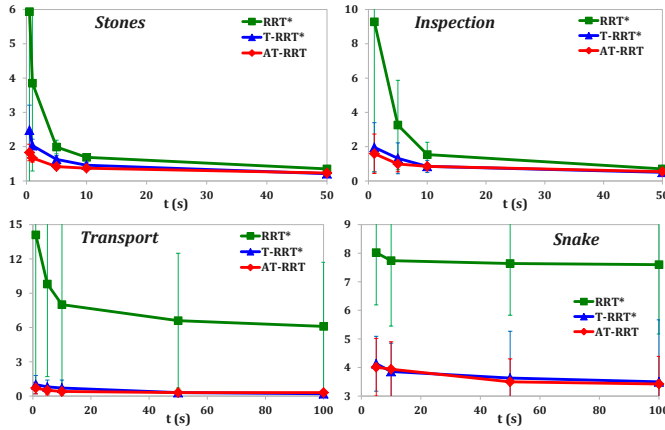 Stones
RRT*
T-RRT*
AT-RRT
6
5
4
3
2
1
0
10
20
30
40
50
t (s)
Inspection
RRT*
T-RRT*
AT-RRT
10
8
6
4
2
0
0
10
20
30
40
50
t (s)
Transport
RRT*
T-RRT*
AT-RRT
15
12
9
6
3
0
0
20
40
60
80
100
t (s)
Snake
RRT*
T-RRT*
AT-RRT
9
8
7
6
5
4
3
0
20
40
60
80
100
t (s)